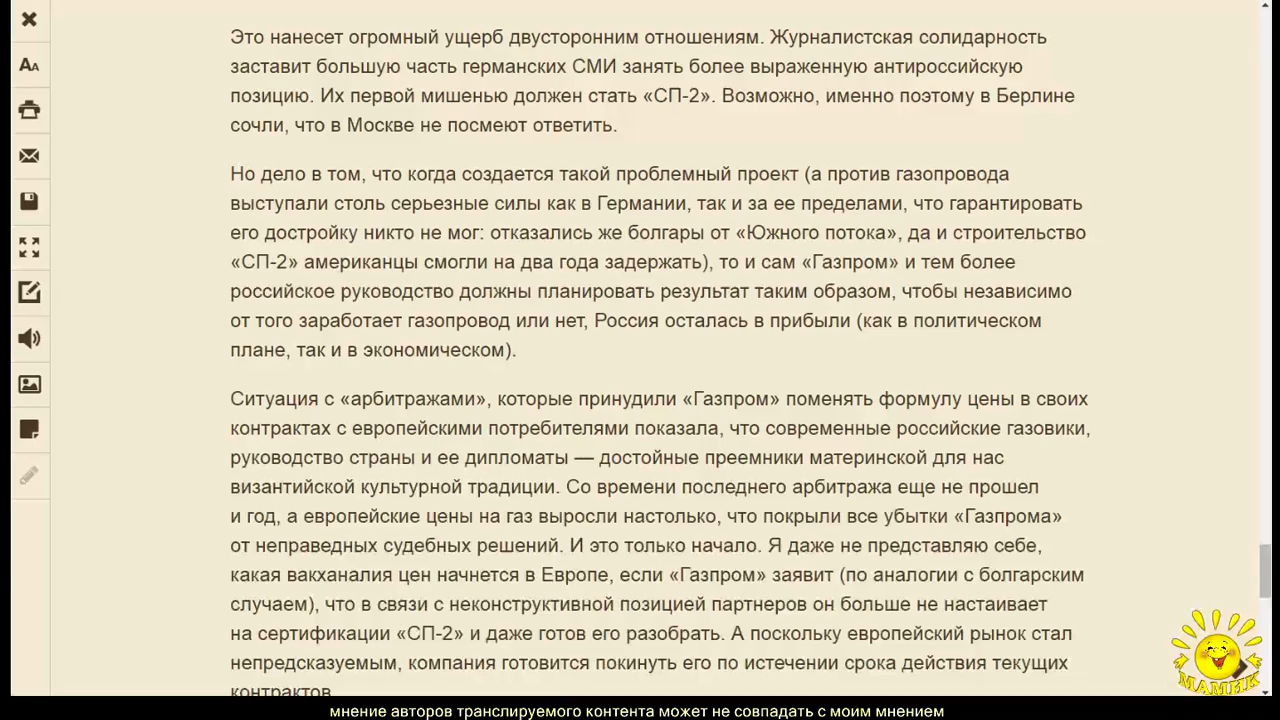 Это нанесет огромный ущерб двусторонним отношениям. Журналистская солидарность
заставит большую часть германских СМИ занять более выраженную антироссийскую
позицию. Их первой мишенью должен стать «СП-2». Возможно, именно поэтому в Берлине
сочли, что в Москве не посмеют ответить.
Но дело в том, что когда создается такой проблемный проект (а против газопровода
выступали столь серьезные силы как в Германии, так и за ее пределами, что гарантировать
его достройку никто не мог: отказались же болгары от «Южного потока», да и строительство
«СП-2» американцы смогли на два года задержать), то и сам «Газпром» и тем более
российское руководство должны планировать результат таким образом, чтобы независимо
от того заработает газопровод или нет, Россия осталась в прибыли (как в политическом
плане, так и в экономическом).
Ситуация с «арбитражами», которые принудили «Газпром» поменять формулу цены в своих
контрактах с европейскими потребителями показала, что современные российские газовики,
руководство страны и ее дипломаты — достойные преемники материнской для нас
византийской культурной традиции. Со времени последнего арбитража еще не прошел
и год, а европейские цены на газ выросли настолько, что покрыли все убытки «Газпрома»
от неправедных судебных решений. И это только начало. Я даже не представляю себе,
какая вакханалия цен начнется в Европе, если «Газпром» заявит (по аналогии с болгарским
случаем), что в связи с неконструктивной позицией партнеров он больше не настаивает
на сертификации «СП-2» и даже готов его разобрать. А поскольку европейский рынок стал
непредсказуемым, компания готовится покинуть его по истечении срока действия текущих
контрактов.
МАМИК
мнение авторов транслируемого контента может не совпадать с моим мнением